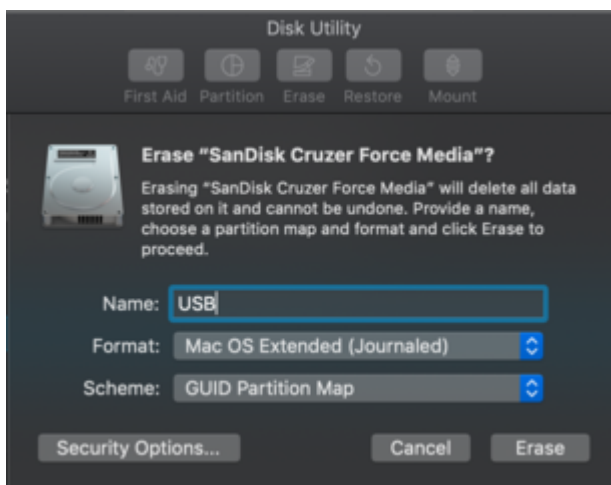 Disk Utility
First Aid Partition Erase Restore Mount
Erase “SanDisk Cruzer Force Media”?
Erasing “SanDisk Cruzer Force Media” will delete all data
stored on it and cannot be undone. Provide a name,
choose a partition map and format and click Erase to
proceed.
Name: USB
Format: Mac OS Extended (Journaled)
Scheme: GUID Partition Map
Security Options... Cancel Erase